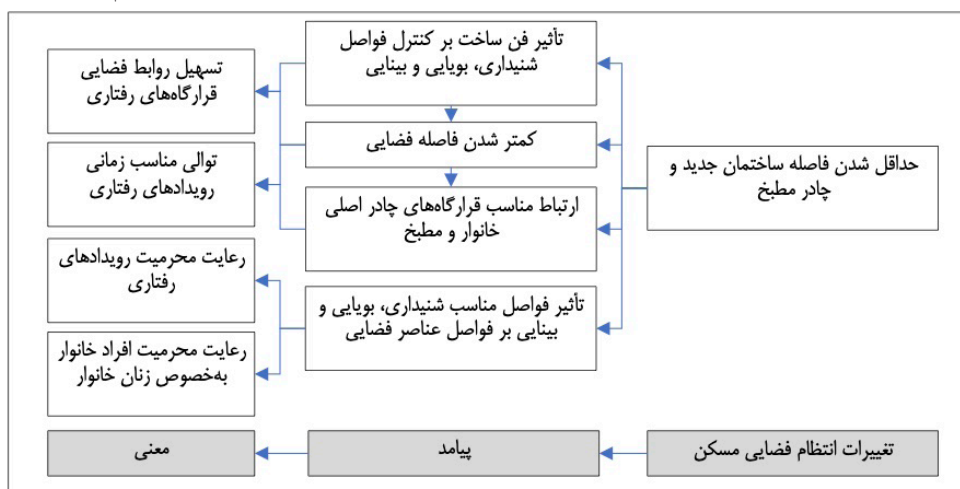 حداقل شدن فاصله ساختمان جدید و
چادر مطبخ
تأثیر فن ساخت بر کنترل فواصل
شنیداری، بویایی و بینایی
کمتر شدن فاصله فضایی
ارتباط مناسب قرارگاه‌های چادر اصلی
خانوار و مطبخ
تأثیر فواصل مناسب شنیداری، بویایی و
بینایی بر فواصل عناصر فضایی
تسهیل روابط فضایی
قرارگاه‌های رفتاری
توالی مناسب زمانی
رویدادهای رفتاری
رعایت محرمیت رویدادهای
رفتاری
رعایت محرمیت افراد خانوار
به‌خصوص زنان خانوار
تغییرات انتظام فضایی مسکن
پیامد
معنی